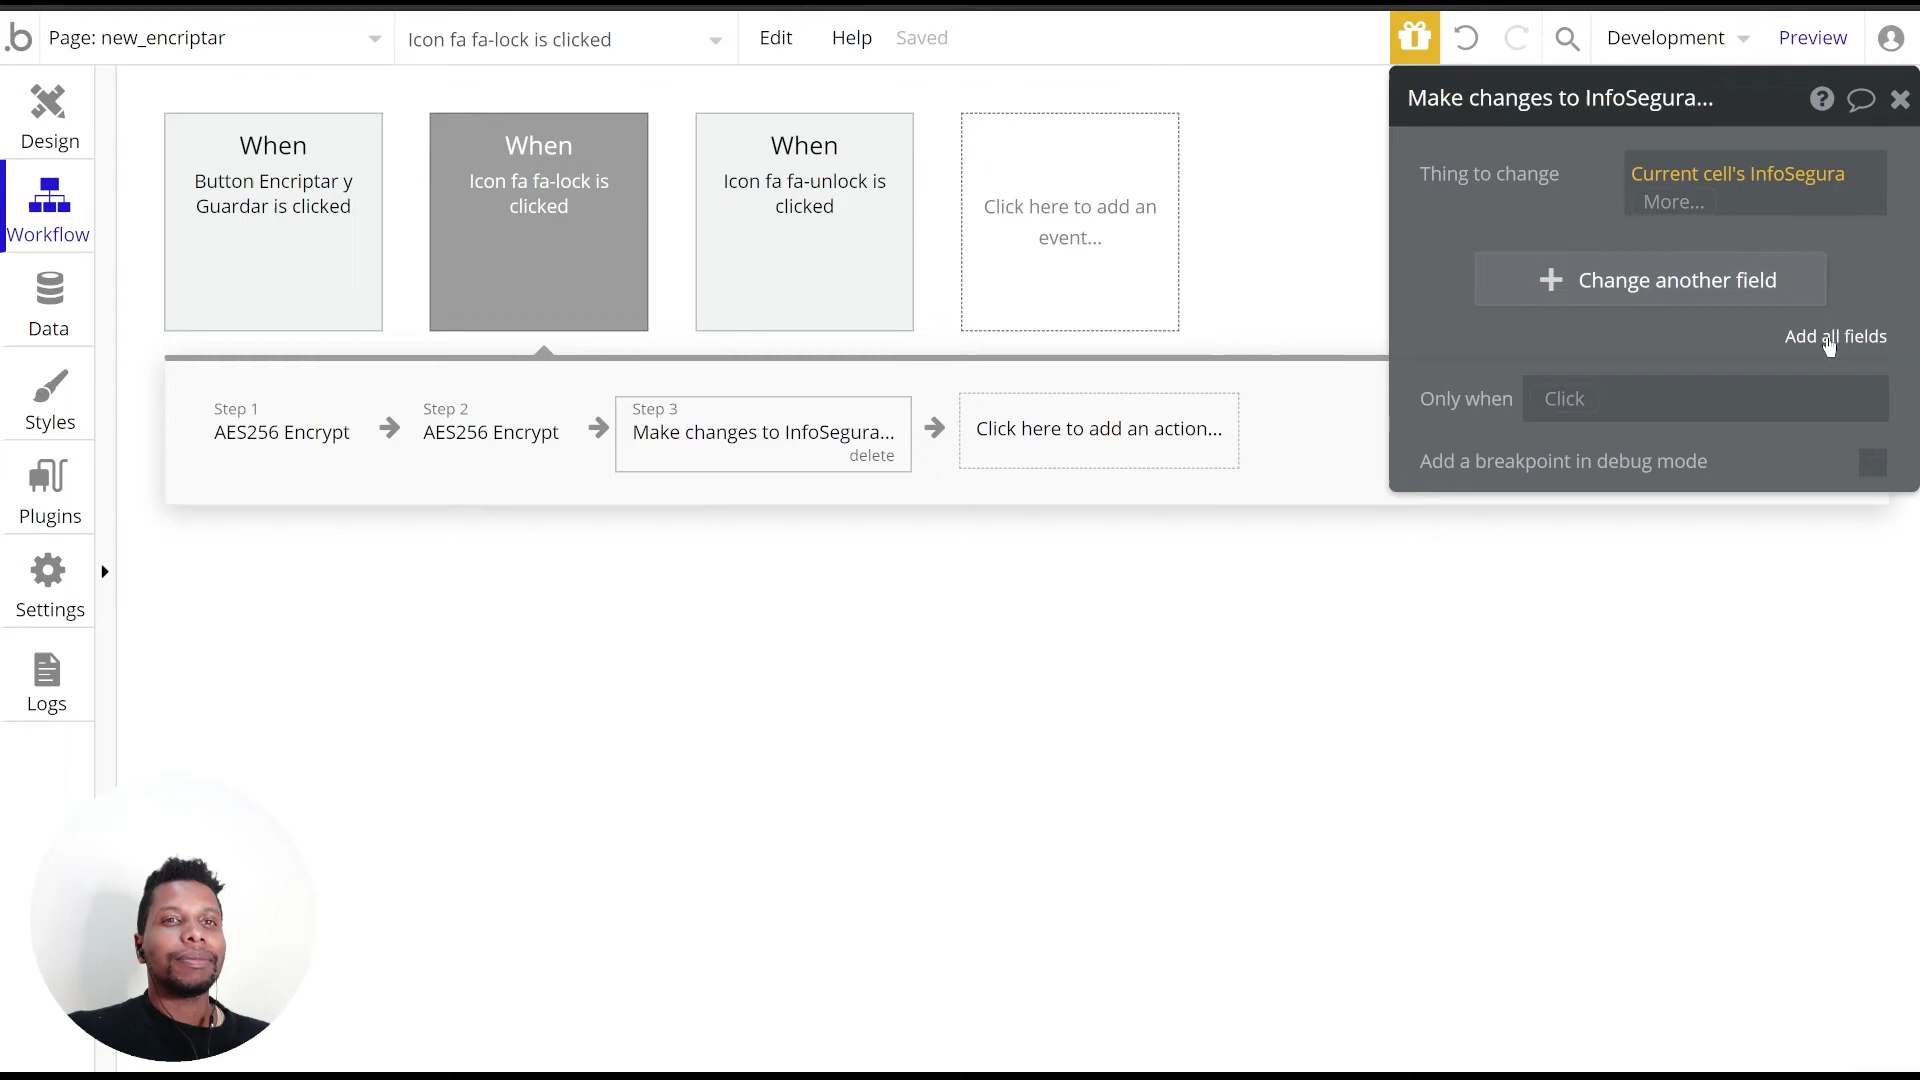 .b
Page: new_encriptar
Icon fa fa-lock is clicked
Edit
Help
Saved
Development
Preview
Design
Workflow
Data
Styles
Plugins
Settings
Logs
When
Button Encriptar y
Guardar is clicked
When
Icon fa fa-lock is
clicked
When
Icon fa fa-unlock is
clicked
Click here to add an
event...
Step 1
AES256 Encrypt
Step 2
AES256 Encrypt
Step 3
Make changes to InfoSegura...
delete
Click here to add an action...
Make changes to InfoSegura...
Thing to change
Current cell's InfoSegura
More...
Change another field
Add all fields
Only when
Click
Add a breakpoint in debug mode